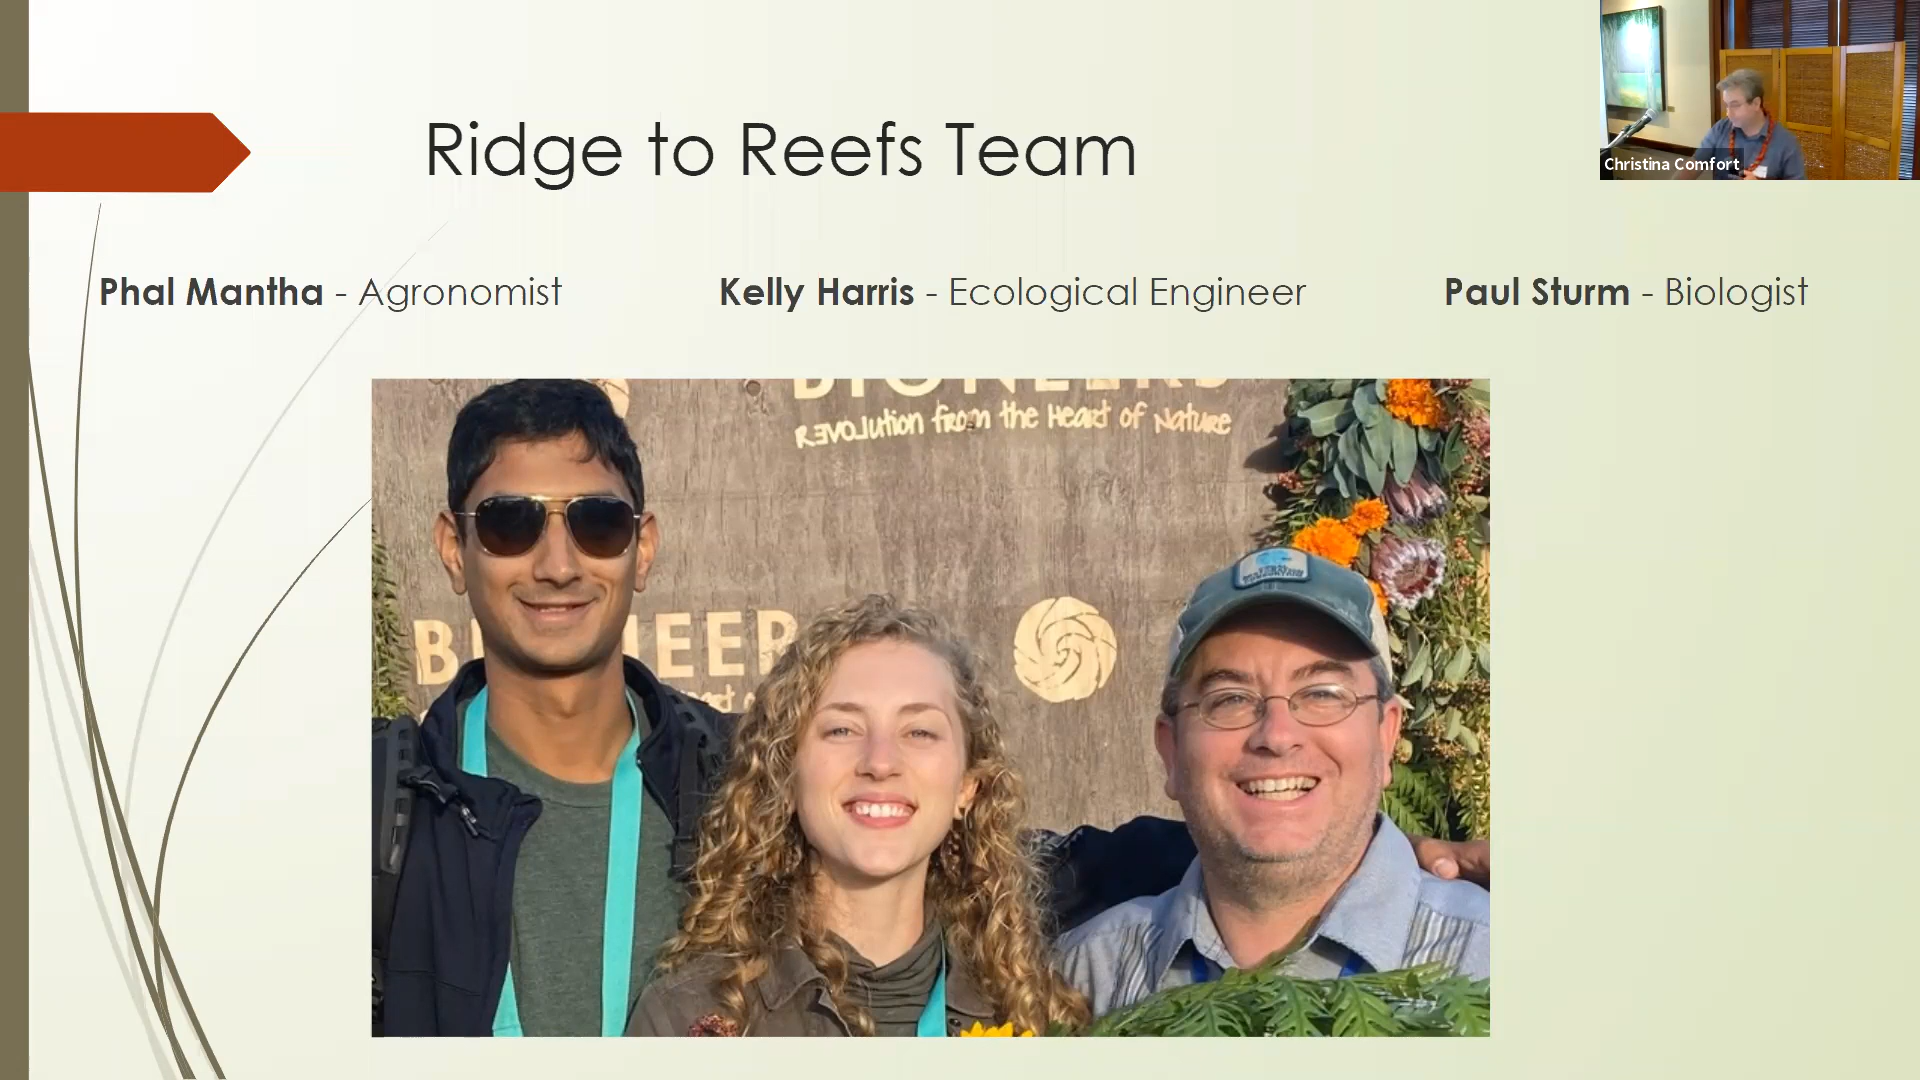 Ridge to Reefs Team
Christina Comfort
Phal Mantha - Agronomist
Kelly Harris - Ecological Engineer
Paul Sturm - Biologist
BIONEERS
Revolution from the Heart of Nature